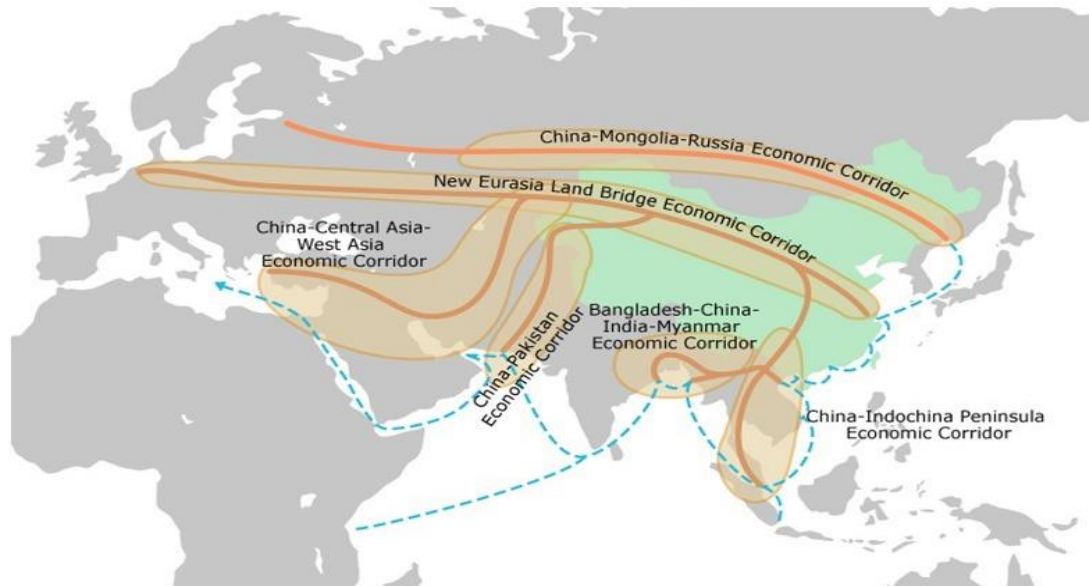 China-Mongolia-Russia Economic Corridor
New Eurasia Land Bridge Economic Corridor
China-Central Asia-
West Asia
Economic Corridor
China-Pakistan
Economic Corridor
Bangladesh-China-
India-Myanmar
Economic Corridor
China-Indochina Peninsula
Economic Corridor